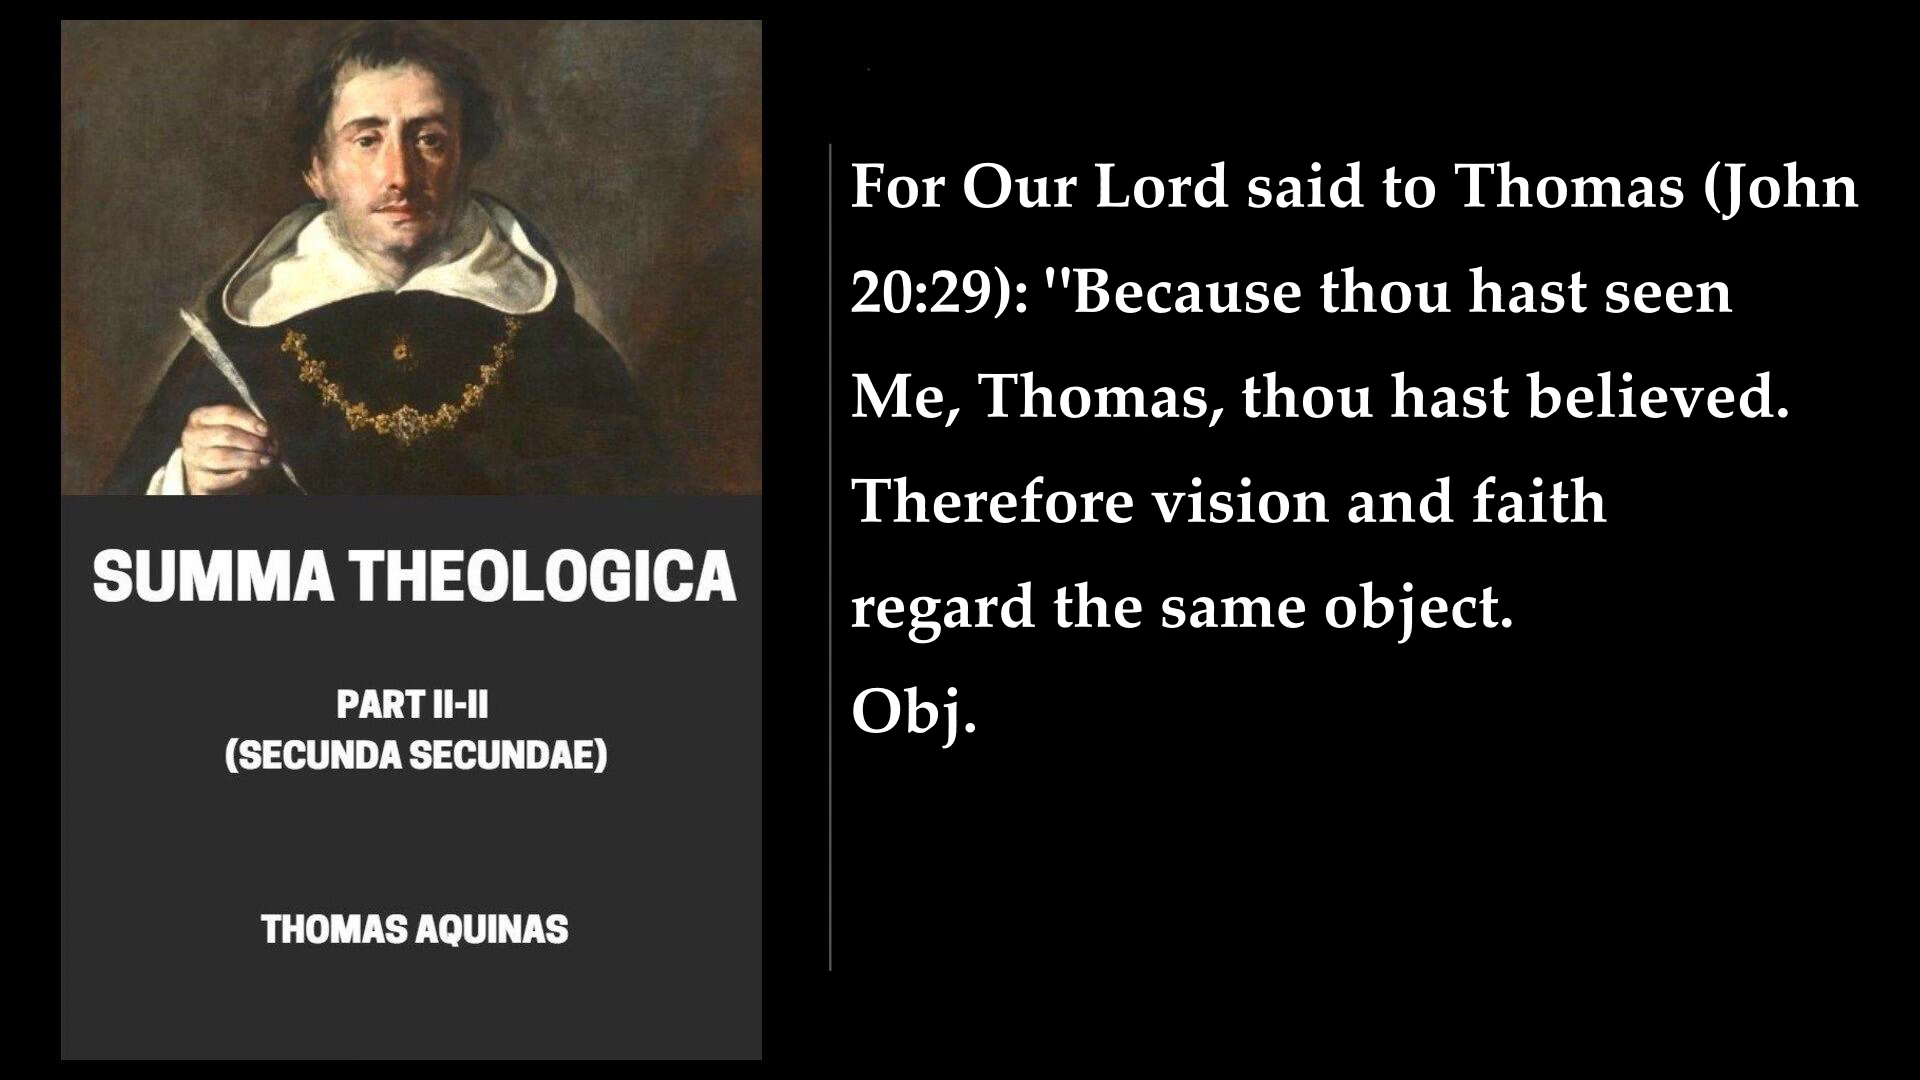 SUMMA THEOLOGICA
PART II-II
(SECUNDA SECUNDAE)
THOMAS AQUINAS
For Our Lord said to Thomas (John
20:29): "Because thou hast seen
Me, Thomas, thou hast believed.
Therefore vision and faith
regard the same object.
Obj.